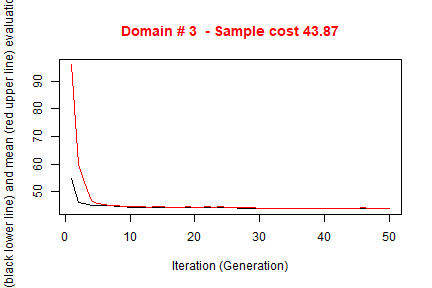 Domain # 3 - Sample cost 43.87
(black lower line) and mean (red upper line) evaluatio
90
80
70
60
50
0 10 20 30 40 50
Iteration (Generation)